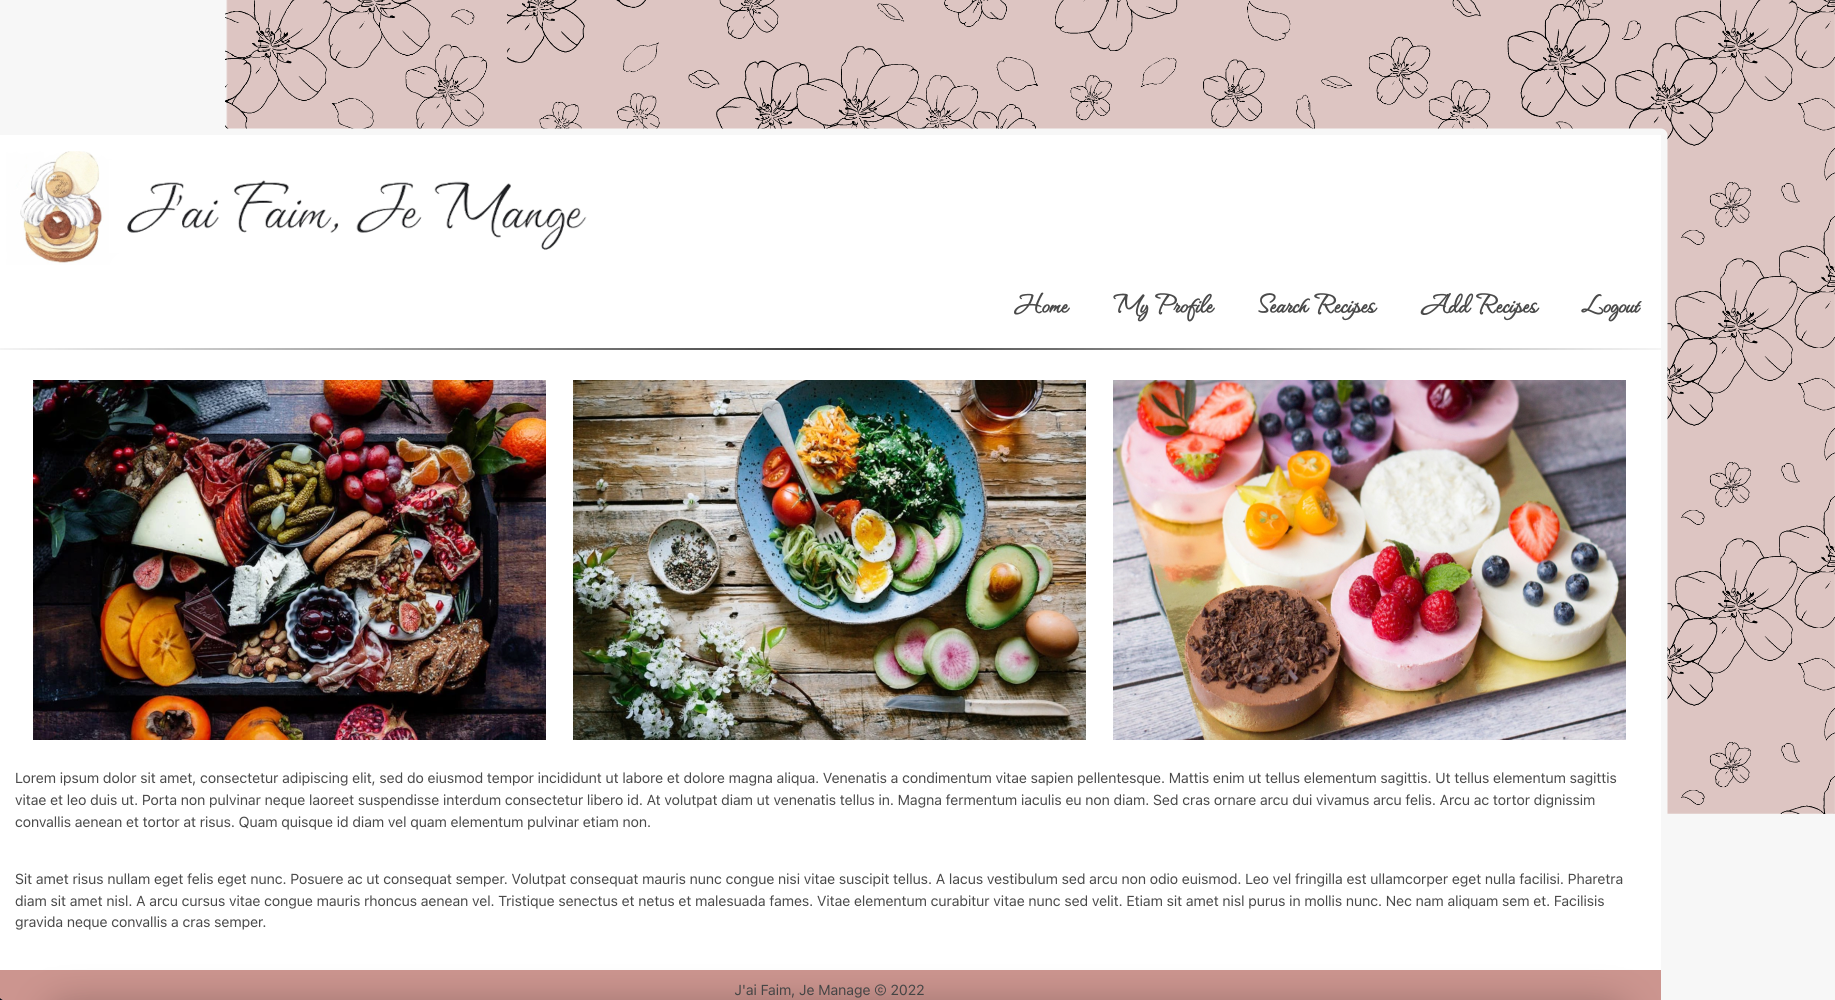 J'ai Faim, Je Mange
Home My Profile Search Recipes Add Recipes Logout
Lorem ipsum dolor sit amet, consectetur adipiscing elit, sed do eiusmod tempor incididunt ut labore et dolore magna aliqua. Venenatis a condimentum vitae sapien pellentesque. Mattis enim ut tellus elementum sagittis. Ut tellus elementum sagittis
vitae et leo duis ut. Porta non pulvinar neque laoreet suspendisse interdum consectetur libero id. At volutpat diam ut venenatis tellus in. Magna fermentum iaculis eu non diam. Sed cras ornare arcu dui vivamus arcu felis. Arcu ac tortor dignissim
convallis aenean et tortor at risus. Quam quisque id diam vel quam elementum pulvinar etiam non.
Sit amet risus nullam eget felis eget nunc. Posuere ac ut consequat semper. Volutpat consequat mauris nunc congue nisi vitae suscipit tellus. A lacus vestibulum sed arcu non odio euismod. Leo vel fringilla est ullamcorper eget nulla facilisi. Pharetra
diam sit amet nisl. A arcu cursus vitae congue mauris rhoncus aenean vel. Tristique senectus et netus et malesuada fames. Vitae elementum curabitur vitae nunc sed velit. Etiam sit amet nisl purus in mollis nunc. Nec nam aliquam sem et. Facilisis
gravida neque convallis a cras semper.
J'ai Faim, Je Manage © 2022